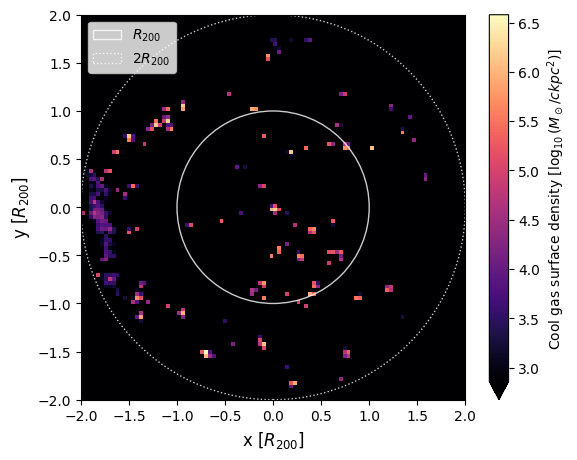 R₂₀₀
2R₂₀₀
2.0
1.5
1.0
0.5
0.0
−0.5
−1.0
−1.5
−2.0
y [R₂₀₀]
−2.0 −1.5 −1.0 −0.5 0.0 0.5 1.0 1.5 2.0
x [R₂₀₀]
6.5
6.0
5.5
5.0
4.5
4.0
3.5
3.0
Cool gas surface density [log₁₀ (M_⊙/ckpc²)]